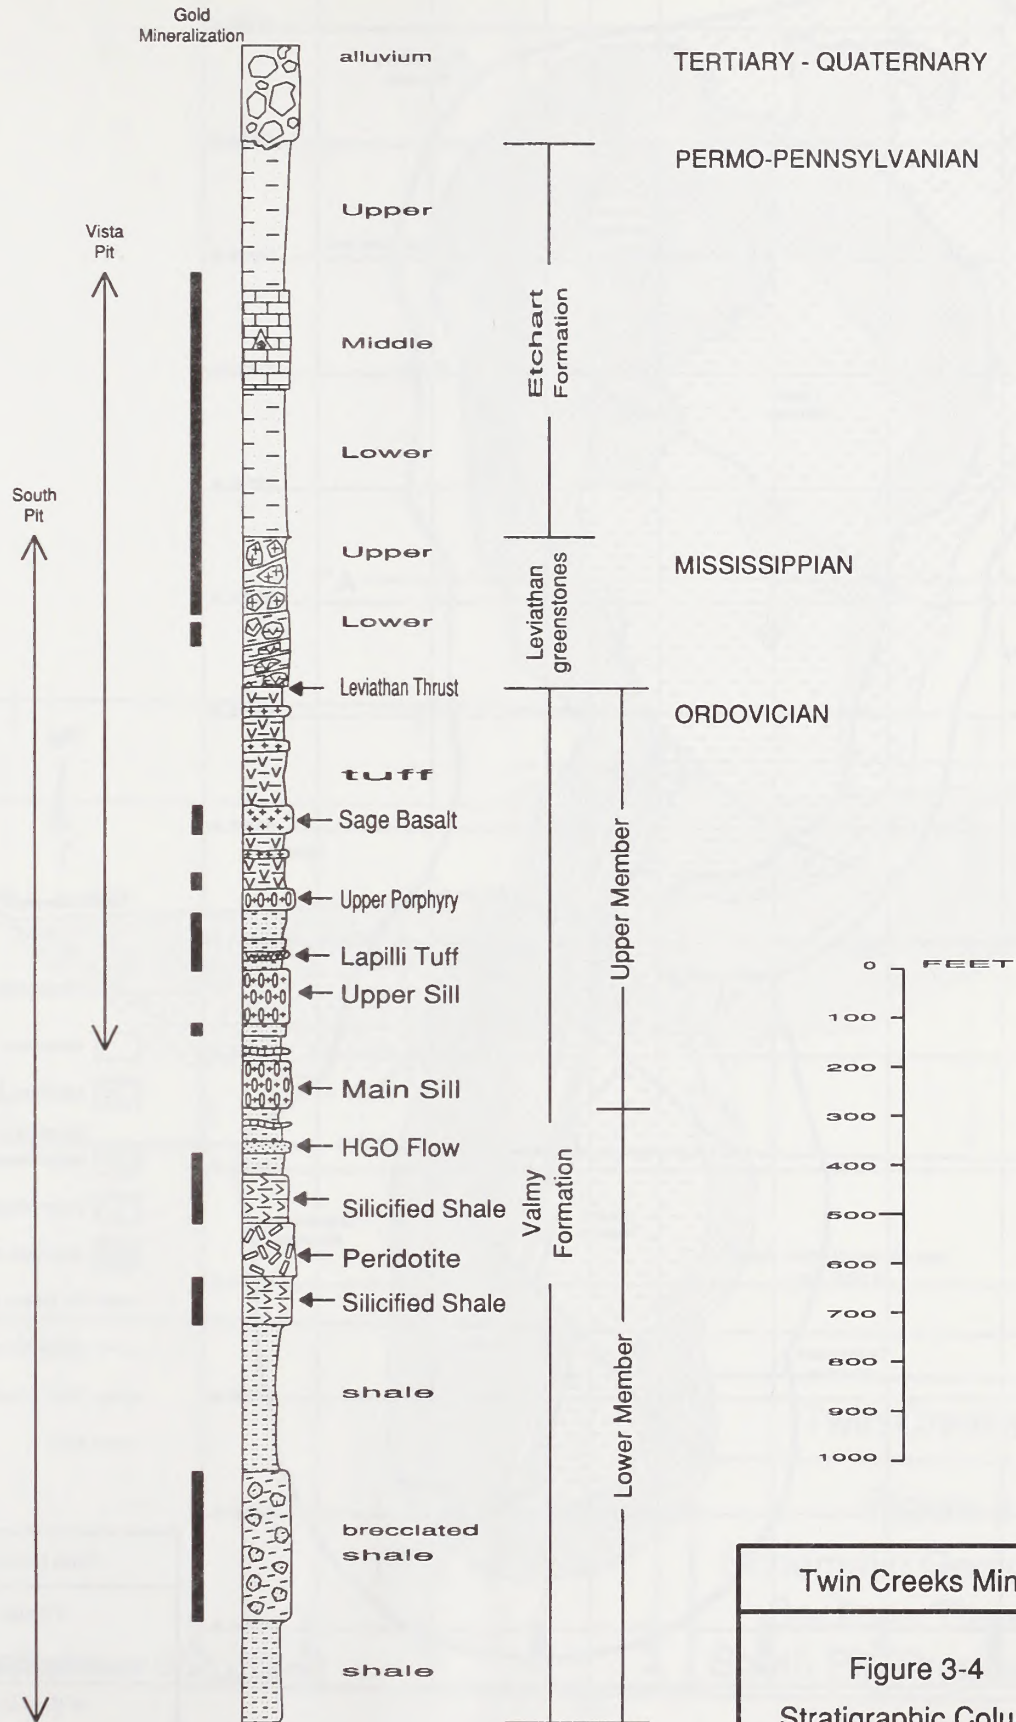 Gold
Mineralization
alluvium
TERTIARY - QUATERNARY
PERMO-PENNSYLVANIAN
Upper
Vista
Pit
Etchart
Formation
Middle
Lower
South
Pit
Upper
Leviathan
greenstones
MISSISSIPPIAN
Lower
Leviathan Thrust
ORDOVICIAN
tuff
Sage Basalt
Upper Member
Upper Porphyry
Lapilli Tuff
0 FEET
Upper Sill
100
200
Main Sill
300
HGO Flow
400
Valmy
Formation
Silicified Shale
500
Peridotite
600
Silicified Shale
700
800
shale
Lower Member
900
1000
brecciated
shale
Twin Creeks Min
Figure 3-4
shale
Stratigraphic Colu